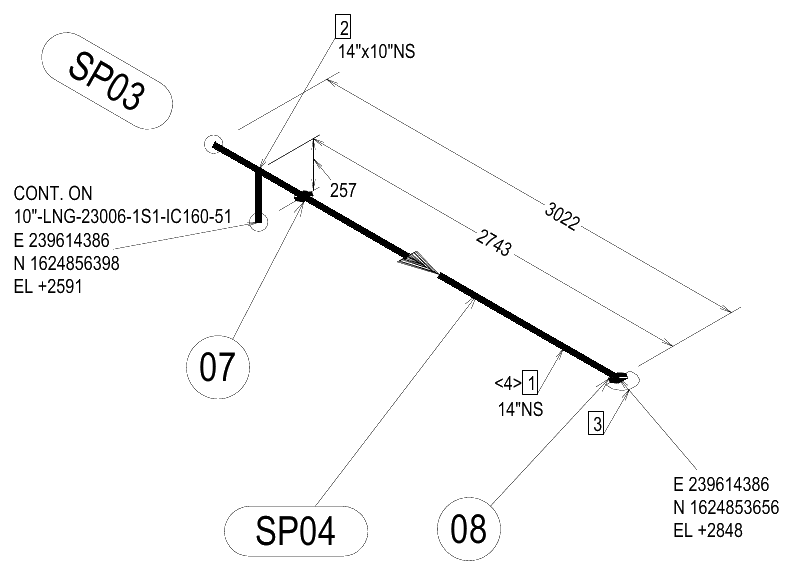 2
14"x10"NS
SP03
257
CONT. ON
10"-LNG-23006-1S1-IC160-51
E 239614386
N 1624856398
EL +2591
3022
2743
07
<4> 1
14"NS
3
E 239614386
N 1624853656
EL +2848
SP04
08